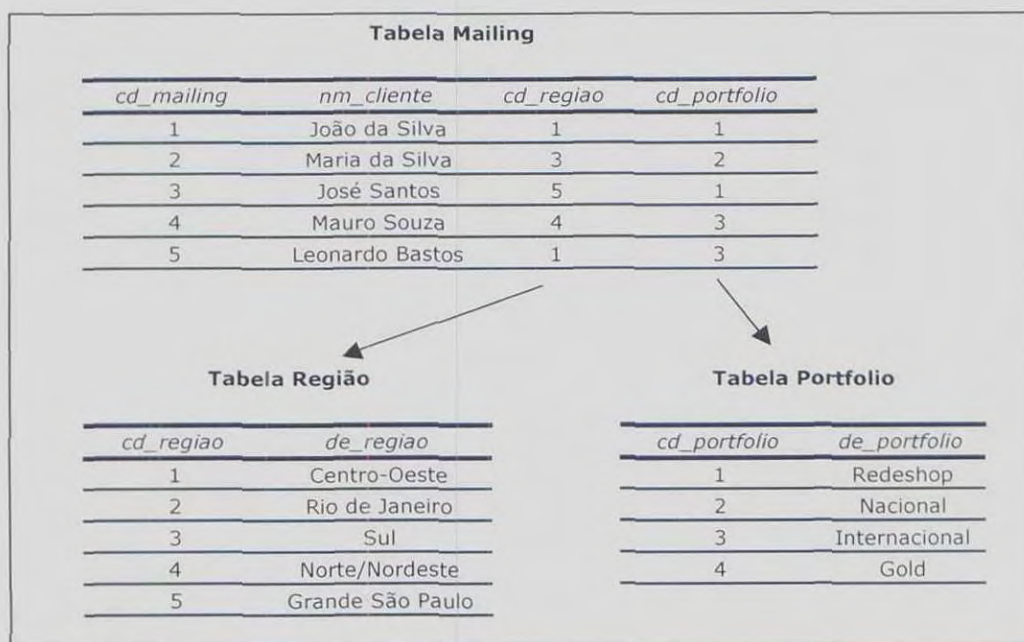 Tabela Mailing
cd_mailing nm_cliente cd_regiao cd_portfolio
1 João da Silva 1 1
2 Maria da Silva 3 2
3 José Santos 5 1
4 Mauro Souza 4 3
5 Leonardo Bastos 1 3
Tabela Região
cd_regiao de_regiao
1 Centro-Oeste
2 Rio de Janeiro
3 Sul
4 Norte/Nordeste
5 Grande São Paulo
Tabela Portfolio
cd_portfolio de_portfolio
1 Redeshop
2 Nacional
3 Internacional
4 Gold